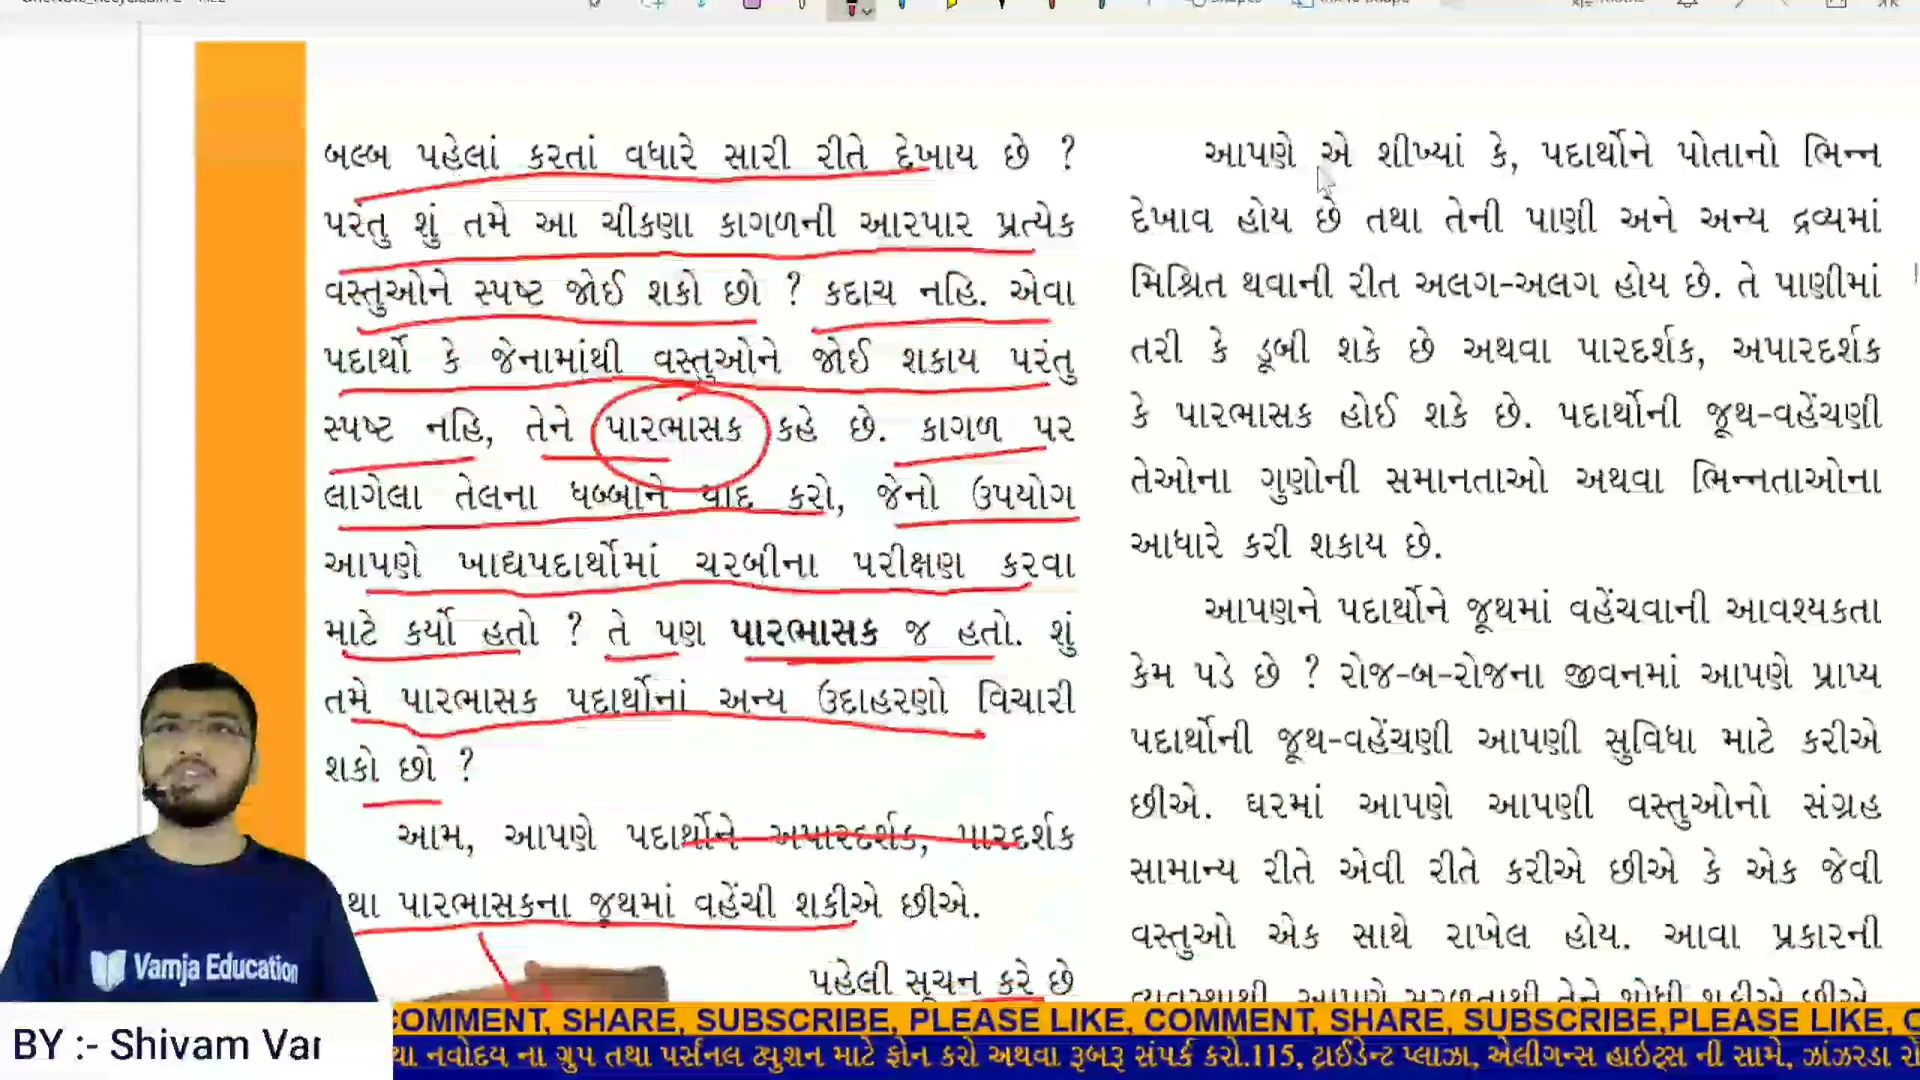 બલ્બ પહેલાં કરતાં વધારે સારી રીતે દેખાય છે ?
પરંતુ શું તમે આ ચીકણા કાગળની આરપાર પ્રત્યેક
વસ્તુઓને સ્પષ્ટ જોઈ શકો છો ? કદાચ નહિ. એવા
પદાર્થો કે જેનામાંથી વસ્તુઓને જોઈ શકાય પરંતુ
સ્પષ્ટ નહિ, તેને પારભાસક કહે છે. કાગળ પર
લાગેલા તેલના ધબ્બાને યાદ કરો, જેનો ઉપયોગ
આપણે ખાદ્યપદાર્થોમાં ચરબીના પરીક્ષણ કરવા
માટે કર્યો હતો ? તે પણ પારભાસક જ હતો. શું
તમે પારભાસક પદાર્થોનાં અન્ય ઉદાહરણો વિચારી
શકો છો ?
આમ, આપણે પદાર્થોને અપારદર્શક, પારદર્શક
થા પારભાસકના જૂથમાં વહેંચી શકીએ છીએ.
પહેલી સૂચન કરે છે
આપણે એ શીખ્યાં કે, પદાર્થોને પોતાનો ભિન્ન
દેખાવ હોય છે તથા તેની પાણી અને અન્ય દ્રવ્યમાં
મિશ્રિત થવાની રીત અલગ-અલગ હોય છે. તે પાણીમાં
તરી કે ડૂબી શકે છે અથવા પારદર્શક, અપારદર્શક
કે પારભાસક હોઈ શકે છે. પદાર્થોની જૂથ-વહેંચણી
તેઓના ગુણોની સમાનતાઓ અથવા ભિન્નતાઓના
આધારે કરી શકાય છે.
આપણને પદાર્થોને જૂથમાં વહેંચવાની આવશ્યકતા
કેમ પડે છે ? રોજ-બ-રોજના જીવનમાં આપણે પ્રાપ્ય
પદાર્થોની જૂથ-વહેંચણી આપણી સુવિધા માટે કરીએ
છીએ. ઘરમાં આપણે આપણી વસ્તુઓનો સંગ્રહ
સામાન્ય રીતે એવી રીતે કરીએ છીએ કે એક જેવી
વસ્તુઓ એક સાથે રાખેલ હોય. આવા પ્રકારની
Vamja Education
BY :- Shivam Var
COMMENT, SHARE, SUBSCRIBE, PLEASE LIKE, COMMENT, SHARE, SUBSCRIBE,PLEASE LIKE, C
થા નવોદય ના ગ્રુપ તથા પર્સનલ ટ્યુશન માટે ફોન કરો અથવા રૂબરૂ સંપર્ક કરો.115, ટ્રાઈડેન્ટ પ્લાઝા, એલીગન્સ હાઇટ્સ ની સામે, ઝાંઝરડા રો